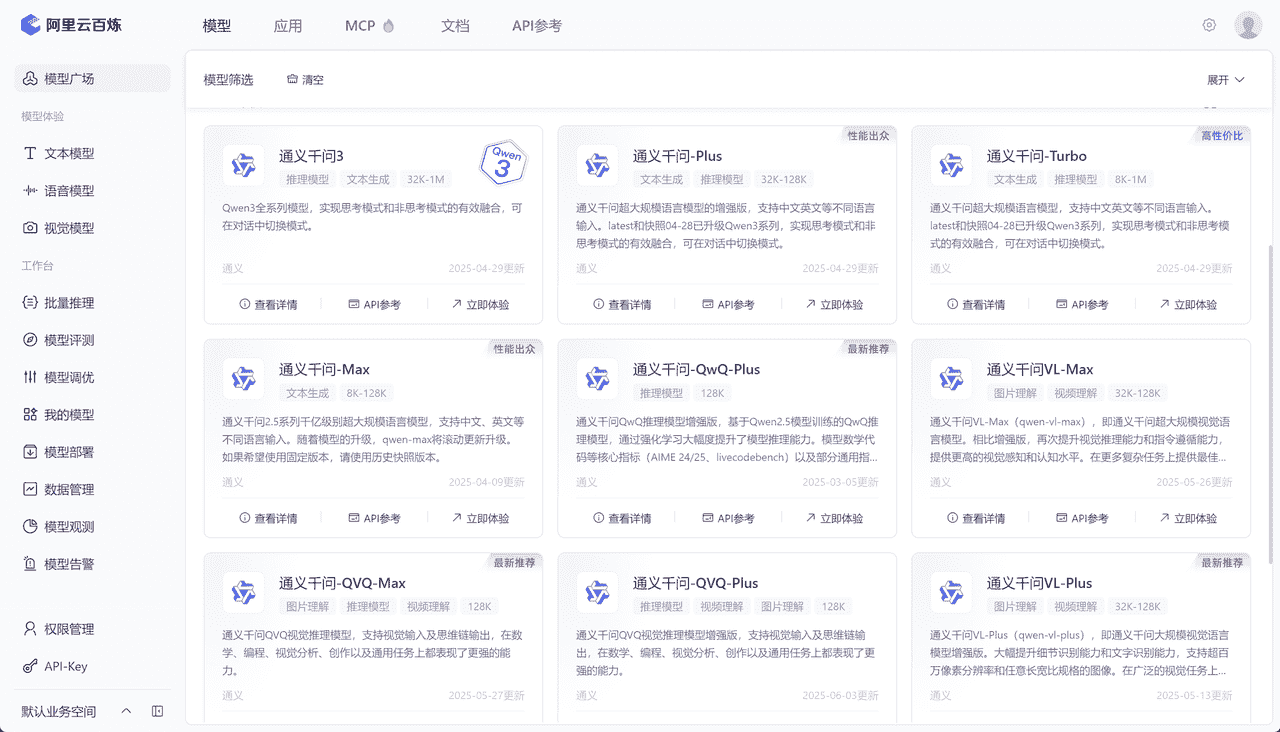 阿里云百炼
模型 应用 MCP 文档 API参考
模型广场
模型体验
文本模型
语音模型
视觉模型
工作台
批量推理
模型评测
模型调优
我的模型
模型部署
数据管理
模型观测
模型告警
权限管理
API-Key
默认业务空间
模型筛选 清空 展开
通义千问3
Qwen
3
推理模型 文本生成 32K-1M
Qwen3全系列模型，实现思考模式和非思考模式的有效融合，可
在对话中切换模式。
通义 2025-04-29更新
查看详情 API参考 立即体验
性能出众
通义千问-Plus
文本生成 推理模型 32K-128K
通义千问超大规模语言模型的增强版，支持中文英文等不同语言
输入。latest和快照04-28已升级Qwen3系列，实现思考模式和非
思考模式的有效融合，可在对话中切换模式。
通义 2025-04-29更新
查看详情 API参考 立即体验
高性价比
通义千问-Turbo
文本生成 推理模型 8K-1M
通义千问超大规模语言模型，支持中文英文等不同语言输入。
latest和快照04-28已升级Qwen3系列，实现思考模式和非思考模
式的有效融合，可在对话中切换模式。
通义 2025-04-29更新
查看详情 API参考 立即体验
性能出众
通义千问-Max
文本生成 8K-128K
通义千问2.5系列千亿级别超大规模语言模型，支持中文、英文等
不同语言输入。随着模型的升级，qwen-max将滚动更新升级。
如果希望使用固定版本，请使用历史快照版本。
通义 2025-04-09更新
查看详情 API参考 立即体验
最新推荐
通义千问-QwQ-Plus
推理模型 128K
通义千问QwQ推理模型增强版，基于Qwen2.5模型训练的QwQ推
理模型，通过强化学习大幅度提升了模型推理能力。模型数学代
码等核心指标（AIME 24/25、livecodebench）以及部分通用指...
通义 2025-03-05更新
查看详情 API参考 立即体验
通义千问VL-Max
图片理解 视频理解 32K-128K
通义千问VL-Max（qwen-vl-max），即通义千问超大规模视觉语
言模型。相比增强版，再次提升视觉推理能力和指令遵循能力，
提供更高的视觉感知和认知水平。在更多复杂任务上提供最佳...
通义 2025-05-26更新
查看详情 API参考 立即体验
最新推荐
通义千问-QVQ-Max
图片理解 推理模型 视频理解 128K
通义千问QVQ视觉推理模型，支持视觉输入及思维链输出，在数
学、编程、视觉分析、创作以及通用任务上都表现了更强的能
力。
通义 2025-05-27更新
通义千问-QVQ-Plus
推理模型 视频理解 图片理解 128K
通义千问QVQ视觉推理模型增强版，支持视觉输入及思维链输
出，在数学、编程、视觉分析、创作以及通用任务上都表现了更
强的能力。
通义 2025-06-03更新
最新推荐
通义千问VL-Plus
图片理解 视频理解 32K-128K
通义千问VL-Plus（qwen-vl-plus），即通义千问大规模视觉语言
模型增强版。大幅提升细节识别能力和文字识别能力，支持超百
万像素分辨率和任意长宽比规格的图像。在广泛的视觉任务上...
通义 2025-05-13更新